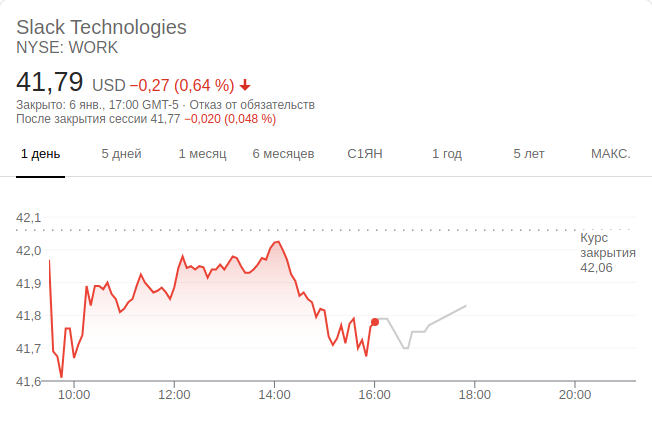 Slack Technologies
NYSE: WORK
41,79 USD −0,27 (0,64 %)
Закрыто: 6 янв., 17:00 GMT-5 · Отказ от обязательств
После закрытия сессии 41,77 −0,020 (0,048 %)
1 день 5 дней 1 месяц 6 месяцев С1ЯН 1 год 5 лет МАКС.
42,1
Курс
закрытия
42,06
42,0
41,9
41,8
41,7
41,6
10:00 12:00 14:00 16:00 18:00 20:00